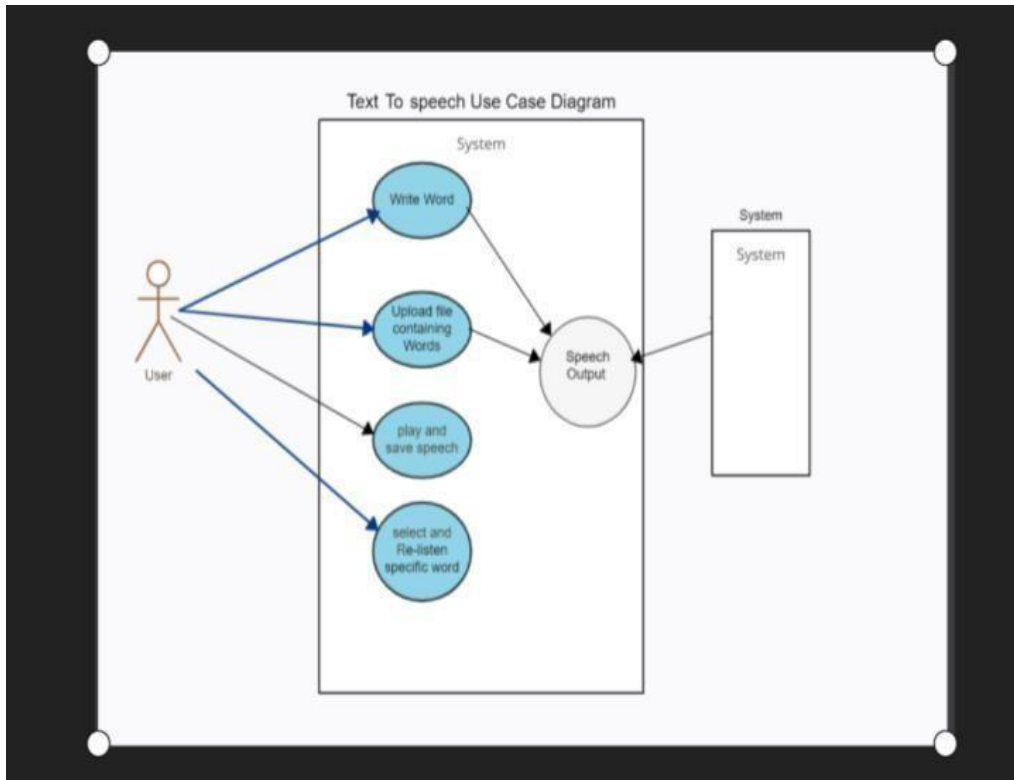 Text To speech Use Case Diagram
System
Write Word
System
System
Upload file
containing
Words
Speech
Output
User
play and
save speech
select and
Re-listen
specific word